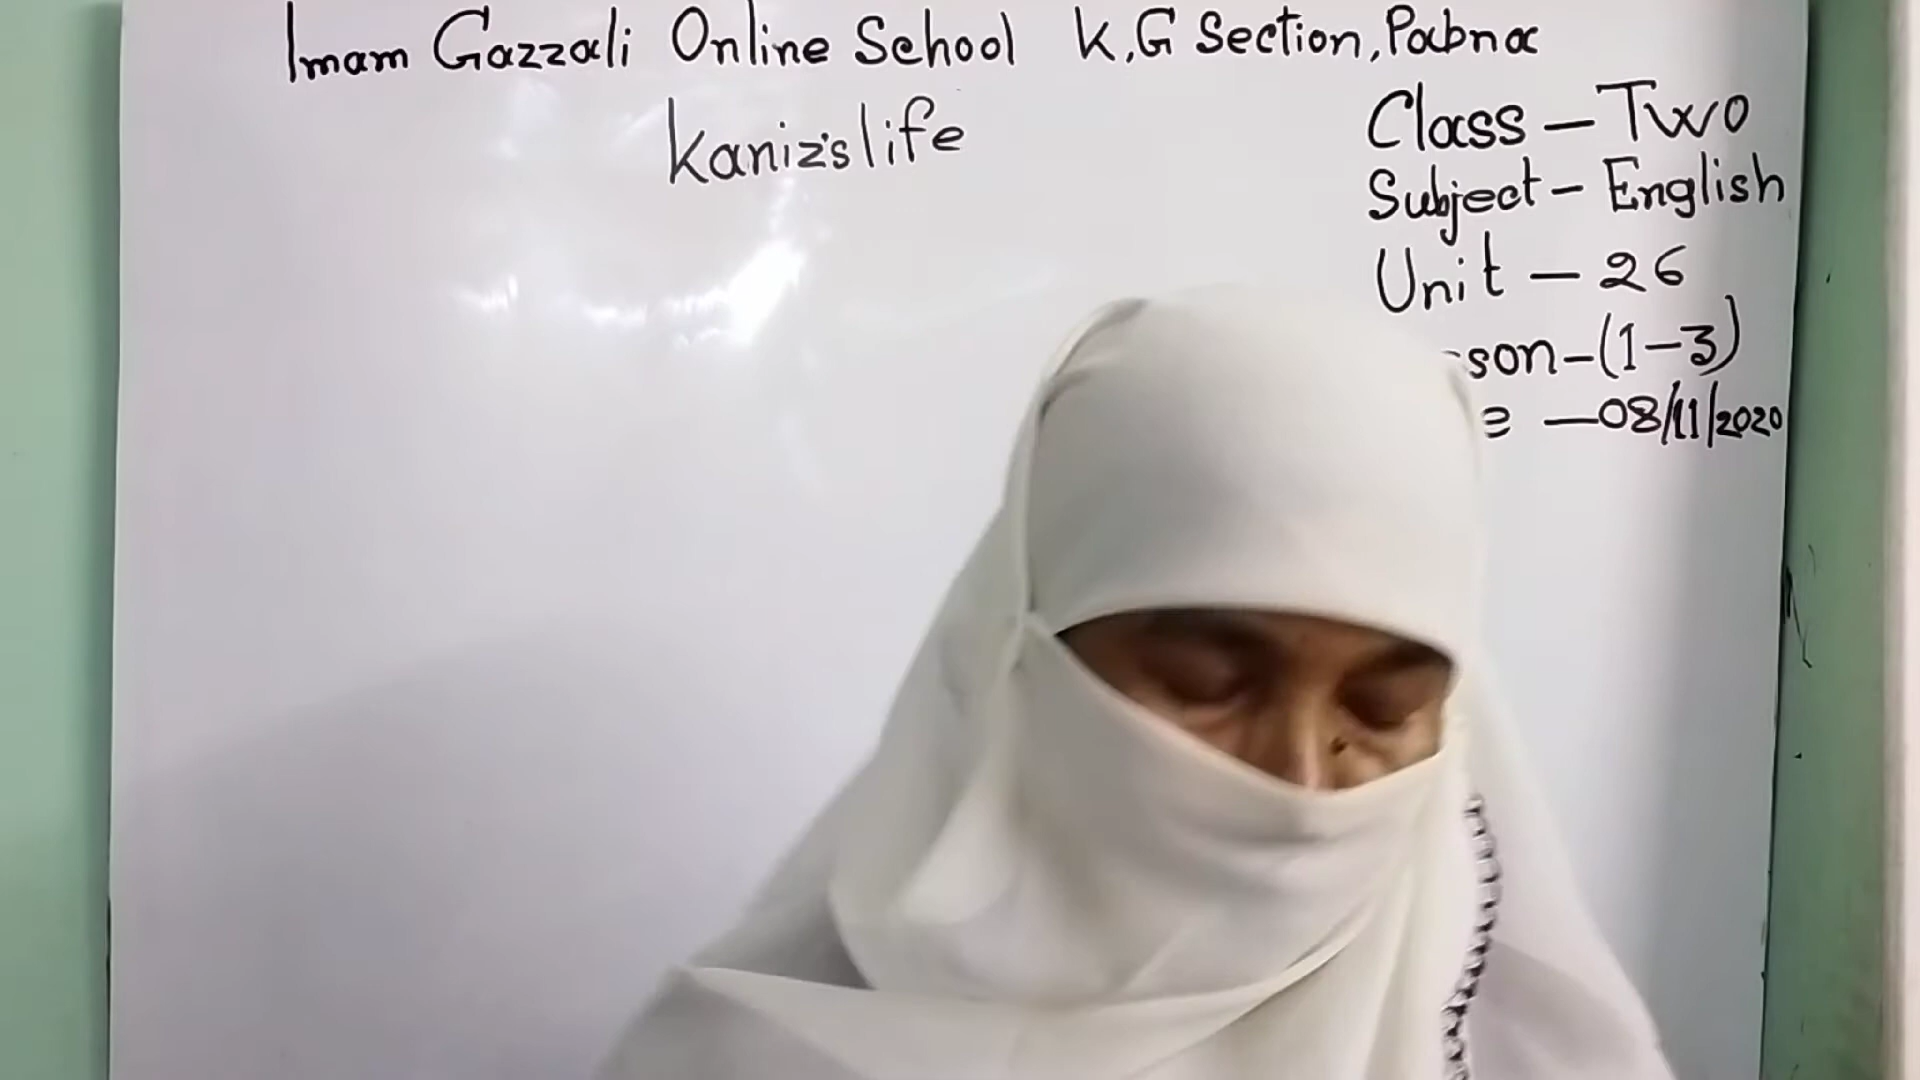 Imam Gazzali Online School K,G Section, Pabna
Kaniz's life
Class – Two
Subject – English
Unit – 26
son – (1 – 3)
e – 08/11/2020